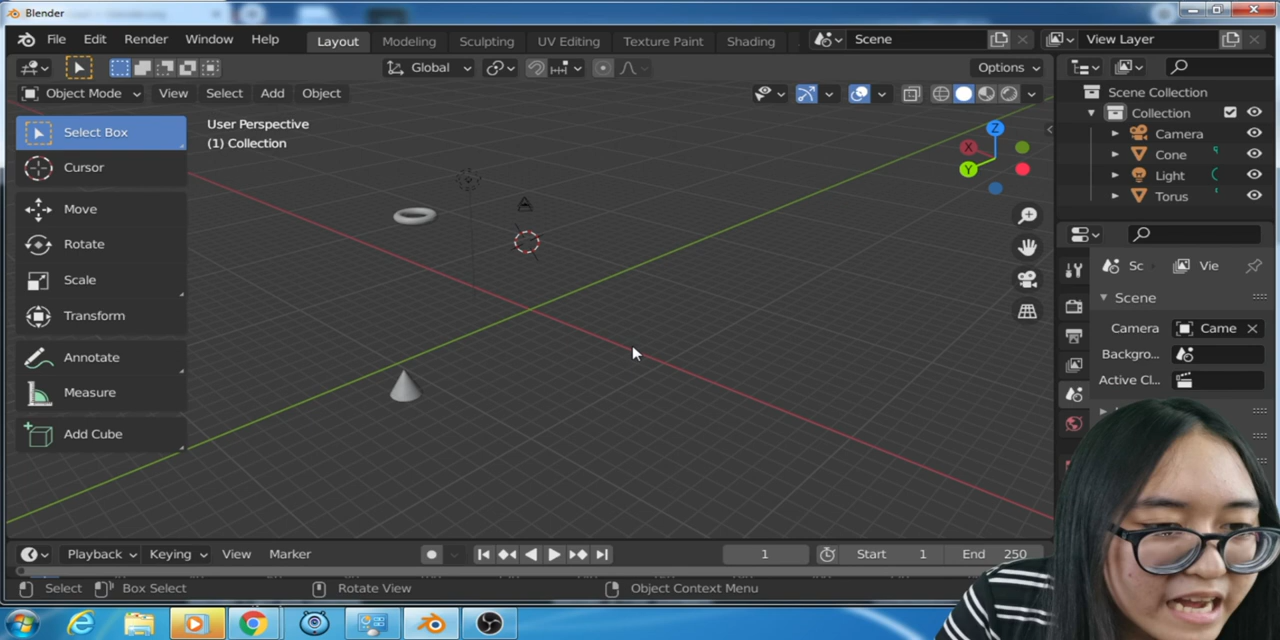 Blender
File Edit Render Window Help Layout Modeling Sculpting UV Editing Texture Paint Shading Scene View Layer
Global Options
Object Mode View Select Add Object
Scene Collection
Collection
Camera
Cone
Light
Torus
Select Box
Cursor
Move
Rotate
Scale
Transform
Annotate
Measure
Add Cube
User Perspective
(1) Collection
Z
X
Y
Sc Vie
Scene
Camera Came
Backgro...
Active Cl...
Playback Keying View Marker 1 Start 1 End 250
Select Box Select Rotate View Object Context Menu